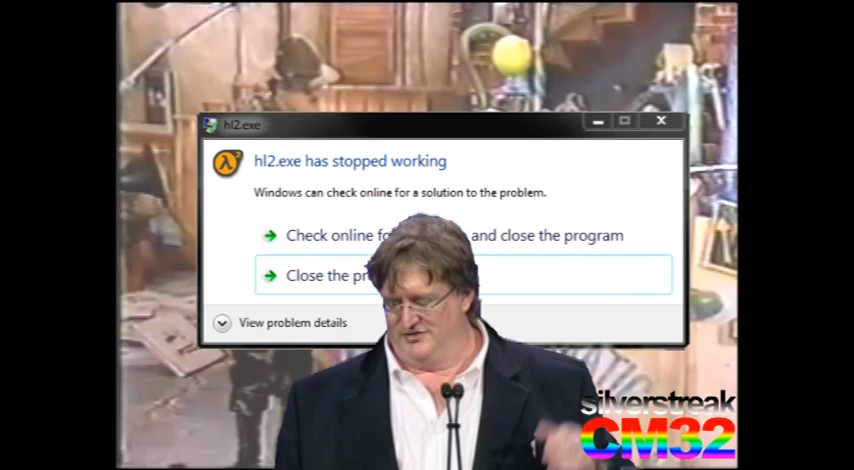 hl2.exe
hl2.exe has stopped working
Windows can check online for a solution to the problem.
Check online fo and close the program
Close the pr
View problem details
silverstreak
CM32